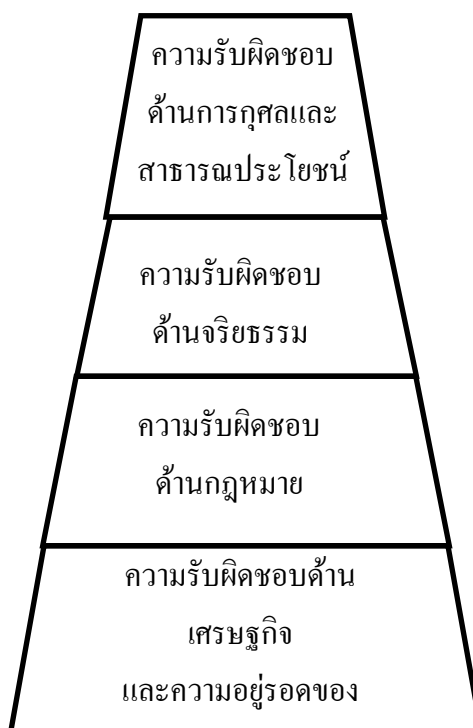 ความรับผิดชอบ
ด้านการกุศลและ
สาธารณประโยชน์
ความรับผิดชอบ
ด้านจริยธรรม
ความรับผิดชอบ
ด้านกฎหมาย
ความรับผิดชอบด้าน
เศรษฐกิจ
และความอยู่รอดของ